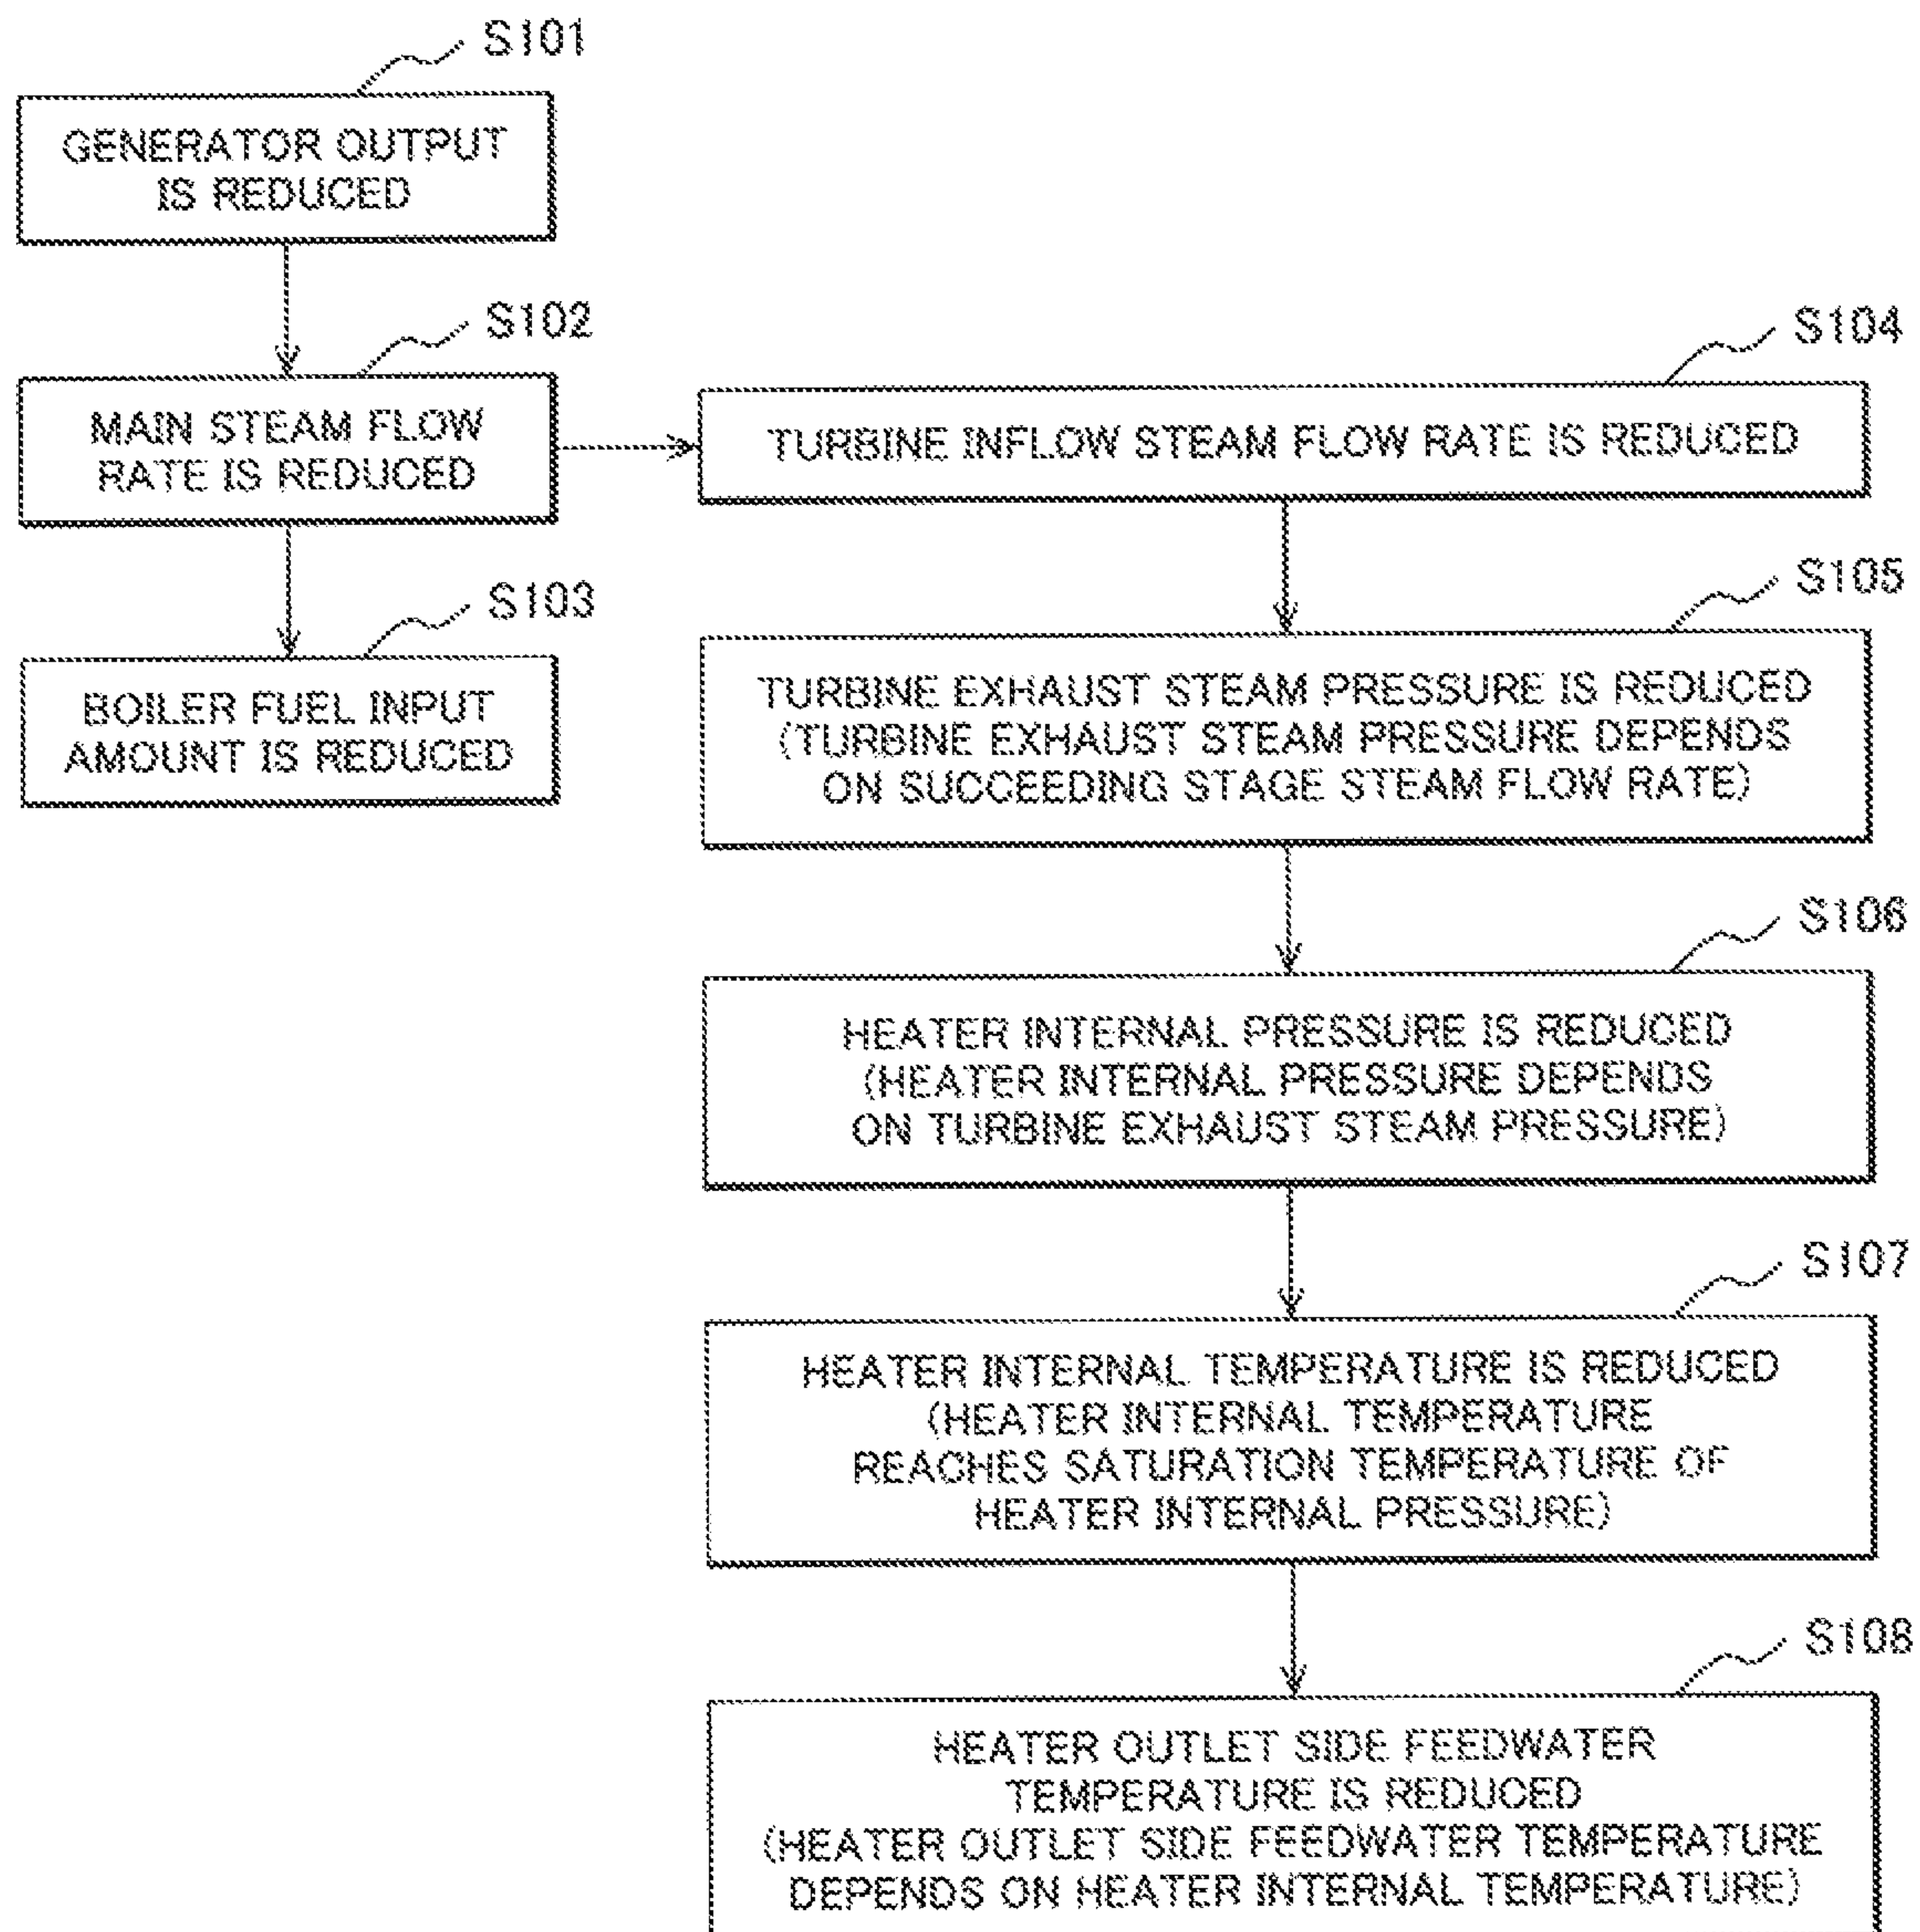 S101
GENERATOR OUTPUT
IS REDUCED
S102
MAIN STEAM FLOW
RATE IS REDUCED
S103
BOILER FUEL INPUT
AMOUNT IS REDUCED
S104
TURBINE INFLOW STEAM FLOW RATE IS REDUCED
S105
TURBINE EXHAUST STEAM PRESSURE IS REDUCED
(TURBINE EXHAUST STEAM PRESSURE DEPENDS
ON SUCCEEDING STAGE STEAM FLOW RATE)
S106
HEATER INTERNAL PRESSURE IS REDUCED
(HEATER INTERNAL PRESSURE DEPENDS
ON TURBINE EXHAUST STEAM PRESSURE)
S107
HEATER INTERNAL TEMPERATURE IS REDUCED
(HEATER INTERNAL TEMPERATURE
REACHES SATURATION TEMPERATURE OF
HEATER INTERNAL PRESSURE)
S108
HEATER OUTLET SIDE FEEDWATER
TEMPERATURE IS REDUCED
(HEATER OUTLET SIDE FEEDWATER TEMPERATURE
DEPENDS ON HEATER INTERNAL TEMPERATURE)